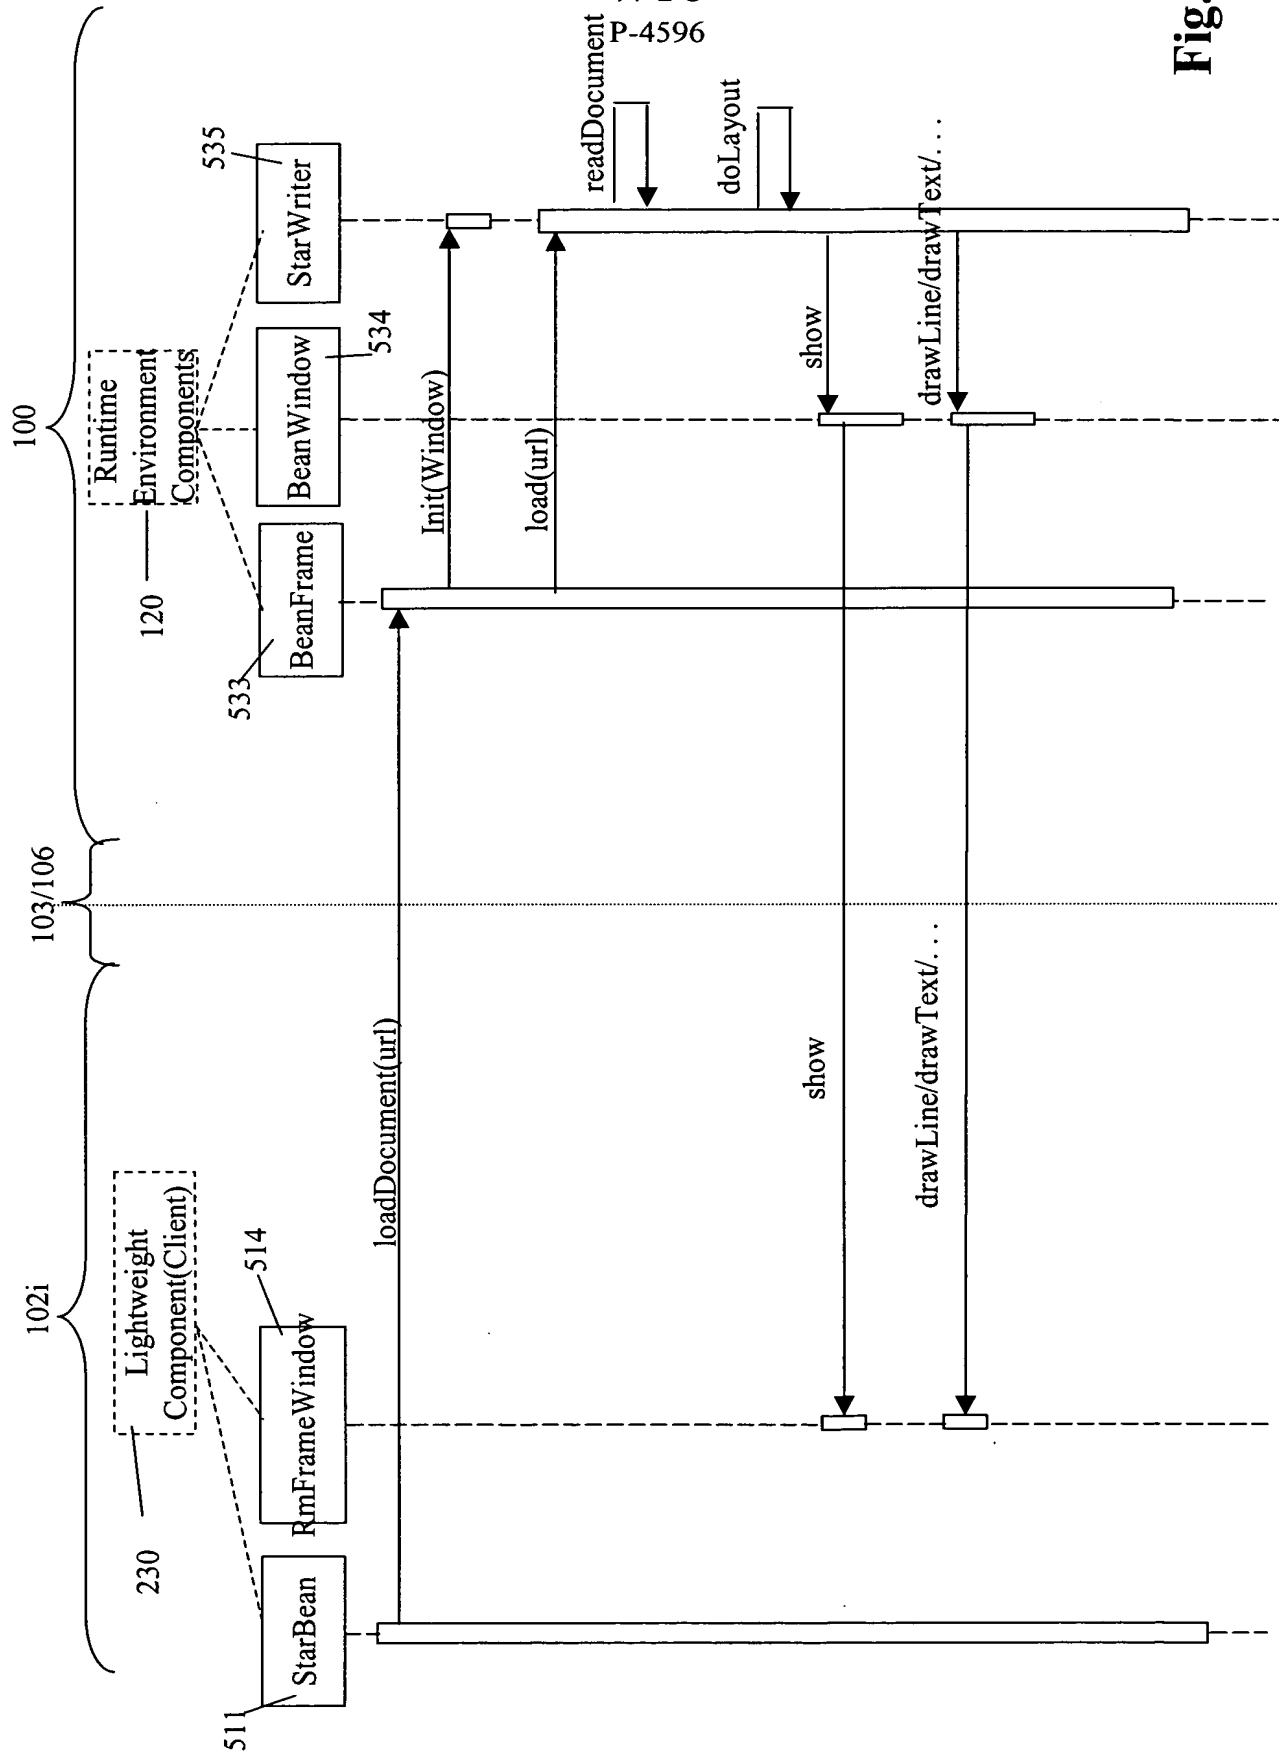 P-4596
Fig.
102i
103/106
100
230
Lightweight
Component(Client)
120
Runtime
Environment
Components
511
StarBean
514
RmFrameWindow
533
BeanFrame
534
BeanWindow
535
StarWriter
loadDocument(url)
Init(Window)
load(url)
readDocument
doLayout
show
show
drawLine/drawText/. . .
drawLine/drawText/. . .